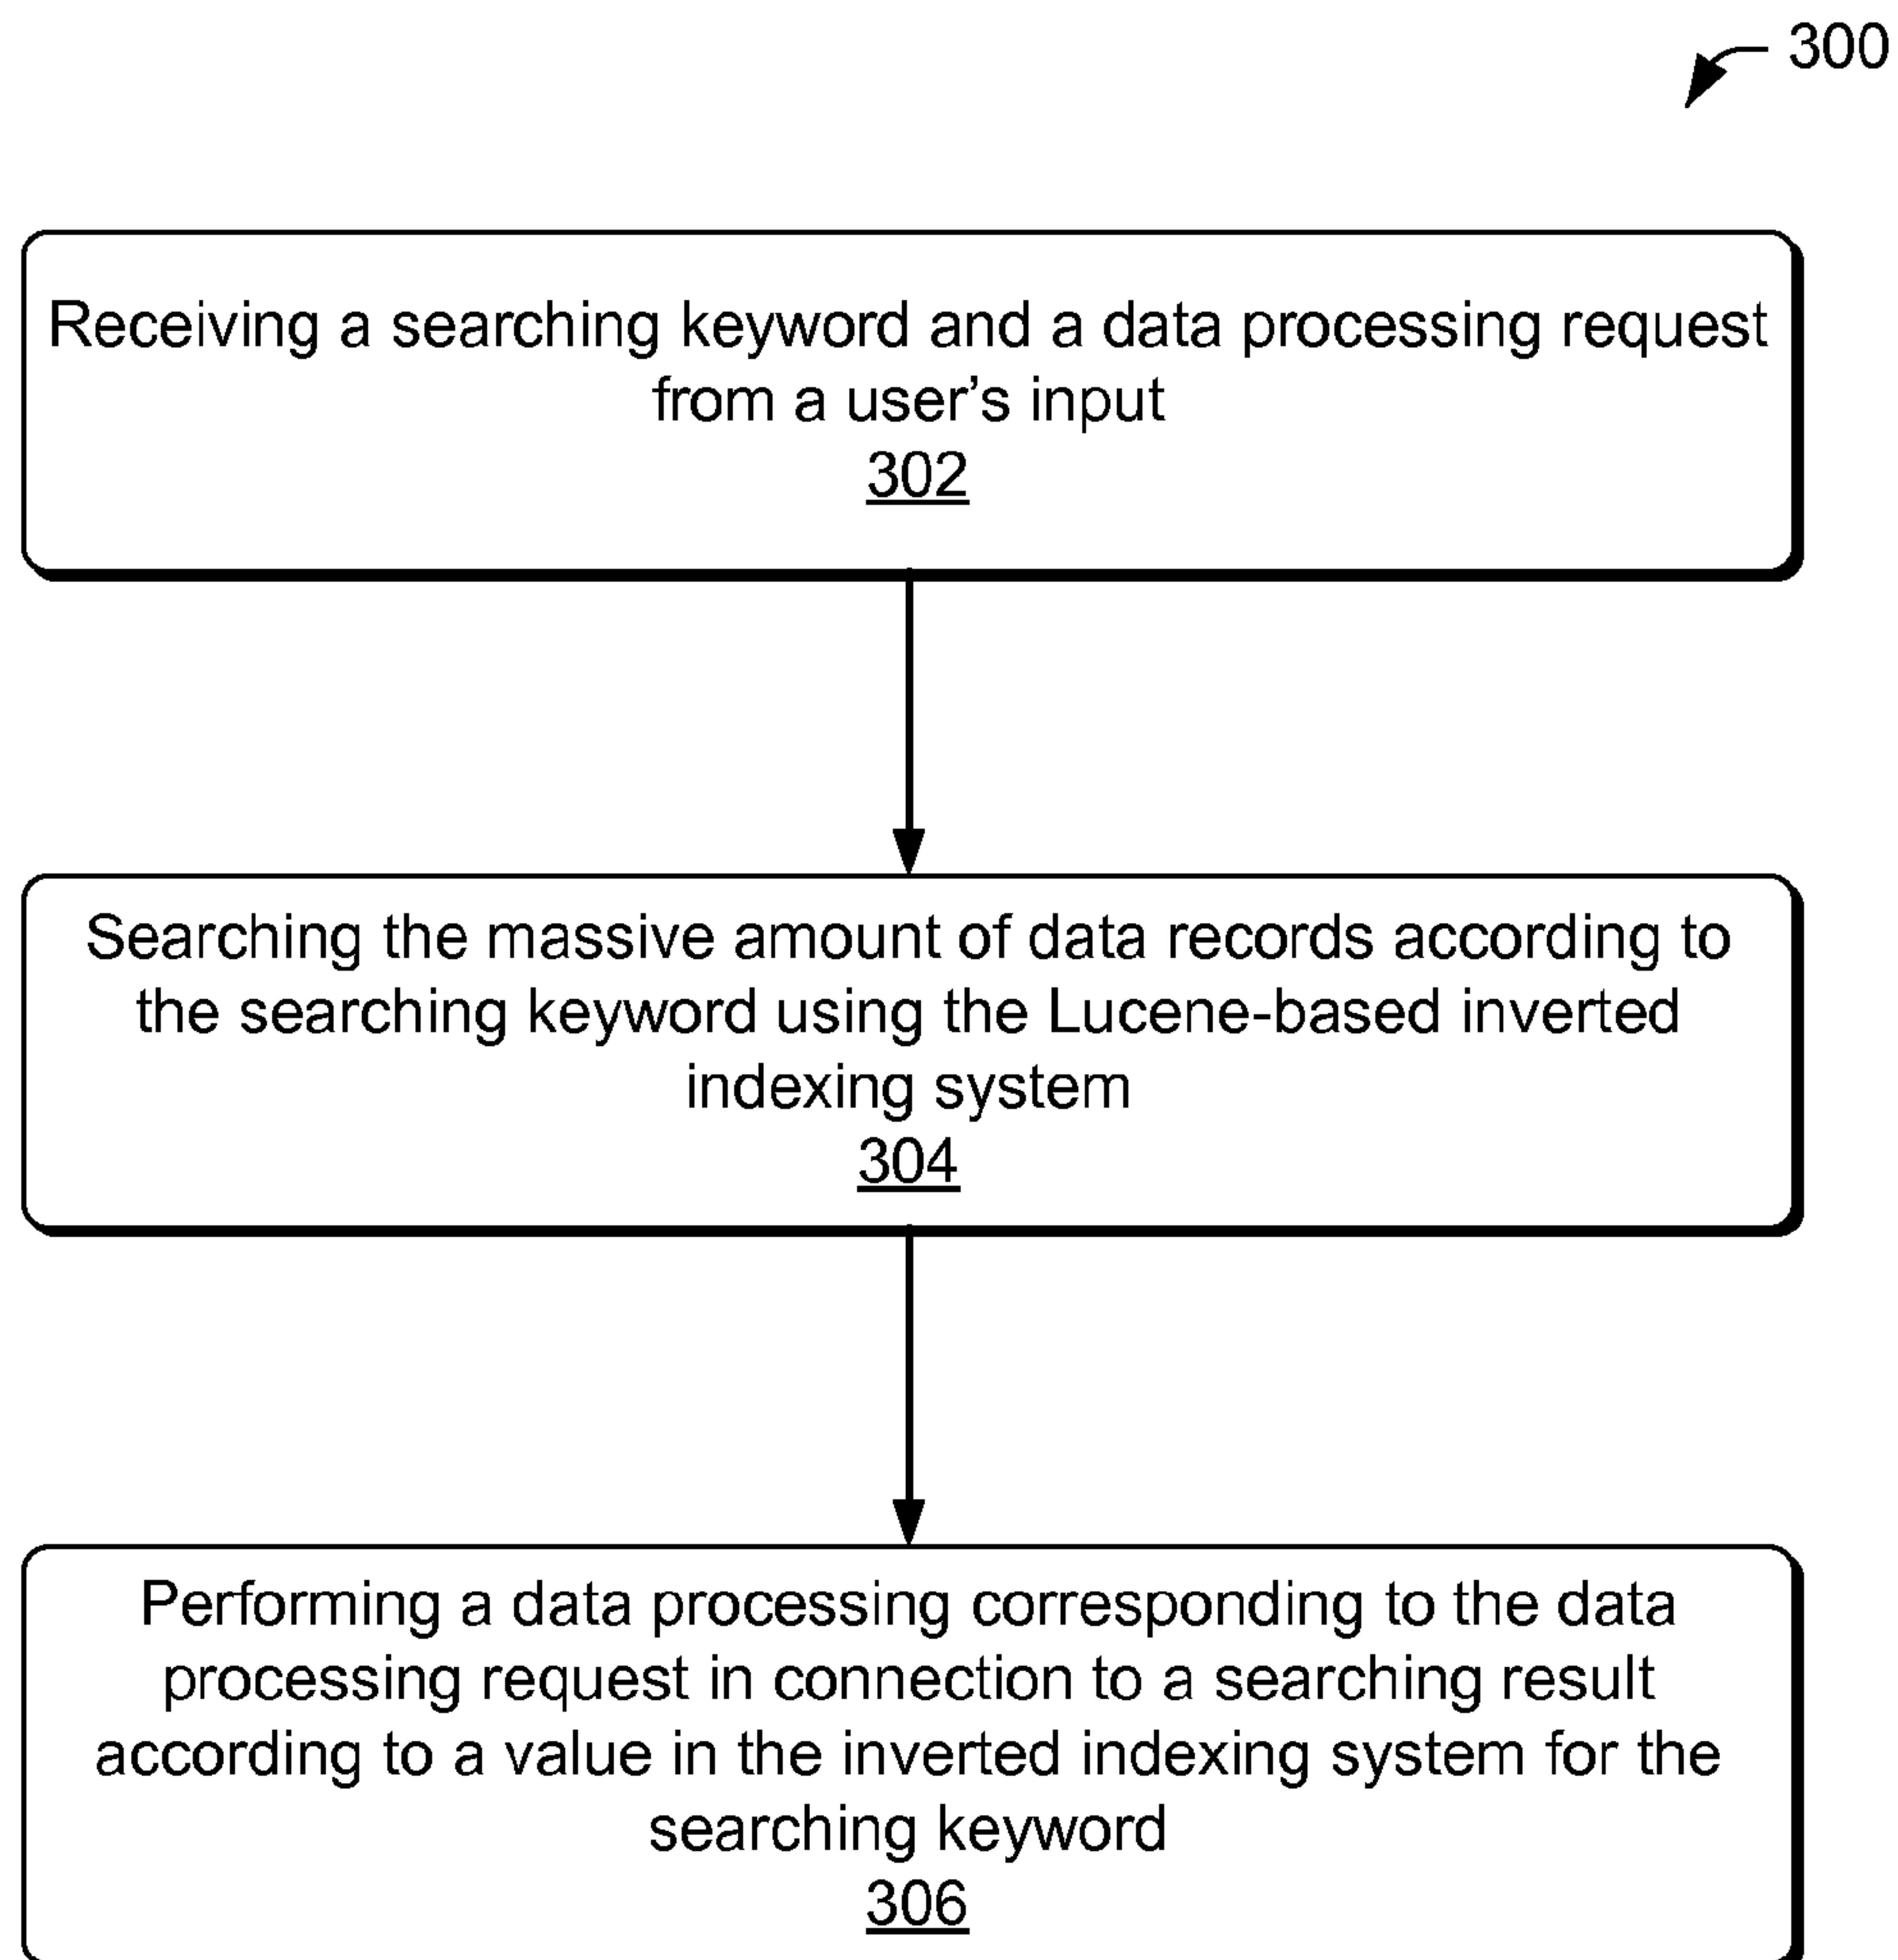 300
Receiving a searching keyword and a data processing request
from a user’s input
302
Searching the massive amount of data records according to
the searching keyword using the Lucene-based inverted
indexing system
304
Performing a data processing corresponding to the data
processing request in connection to a searching result
according to a value in the inverted indexing system for the
searching keyword
306